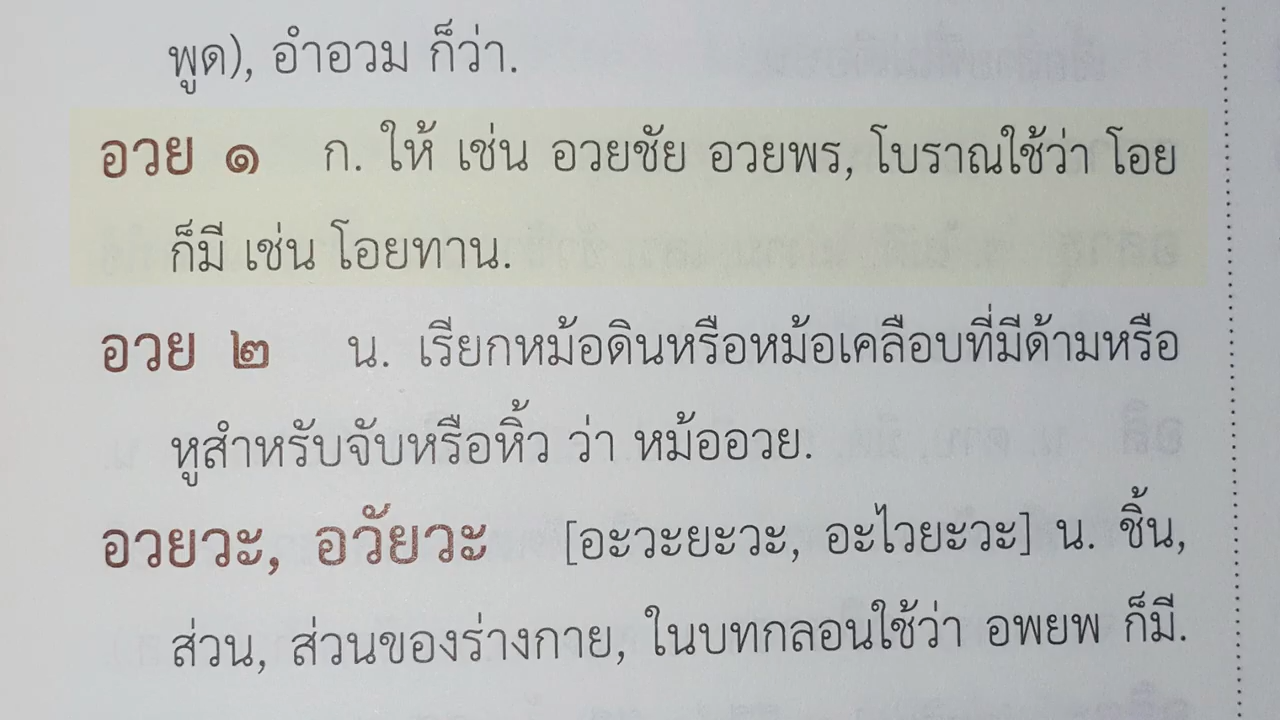 พูด), อำอวม ก็ว่า.
อวย ๑ ก. ให้ เช่น อวยชัย อวยพร, โบราณใช้ว่า โอย
ก็มี เช่น โอยทาน.
อวย ๒ น. เรียกหม้อดินหรือหม้อเคลือบที่มีด้ามหรือ
หูสำหรับจับหรือหิ้ว ว่า หม้ออวย.
อวยวะ, อวัยวะ [อะวะยะวะ, อะไวยะวะ] น. ชิ้น,
ส่วน, ส่วนของร่างกาย, ในบทกลอนใช้ว่า อพยพ ก็มี.